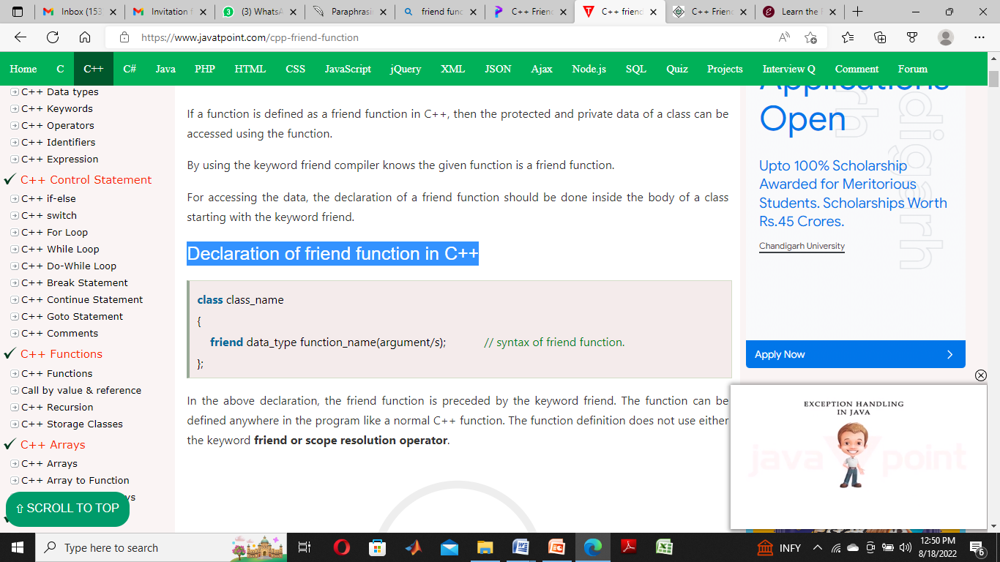 Inbox (153
Invitation f
(3) WhatsA
Paraphrasi
friend func
C++ Friend
C++ friend
C++ Friend
Learn the F
https://www.javatpoint.com/cpp-friend-function
Home C C++ C# Java PHP HTML CSS JavaScript jQuery XML JSON Ajax Node.js SQL Quiz Projects Interview Q Comment Forum
C++ Data types
C++ Keywords
C++ Operators
C++ Identifiers
C++ Expression
C++ Control Statement
C++ if-else
C++ switch
C++ For Loop
C++ While Loop
C++ Do-While Loop
C++ Break Statement
C++ Continue Statement
C++ Goto Statement
C++ Comments
C++ Functions
C++ Functions
Call by value & reference
C++ Recursion
C++ Storage Classes
C++ Arrays
C++ Arrays
C++ Array to Function
ys
⇧ SCROLL TO TOP
If a function is defined as a friend function in C++, then the protected and private data of a class can be
accessed using the function.
By using the keyword friend compiler knows the given function is a friend function.
For accessing the data, the declaration of a friend function should be done inside the body of a class
starting with the keyword friend.
Declaration of friend function in C++
class class_name
{
friend data_type function_name(argument/s); // syntax of friend function.
};
In the above declaration, the friend function is preceded by the keyword friend. The function can be
defined anywhere in the program like a normal C++ function. The function definition does not use either
the keyword friend or scope resolution operator.
Applications
Open
digarh
rh
Upto 100% Scholarship
Awarded for Meritorious
Students. Scholarships Worth
Rs.45 Crores.
Chandigarh University
Apply Now
EXCEPTION HANDLING
IN JAVA
java point
Type here to search
INFY
12:50 PM
8/18/2022
6